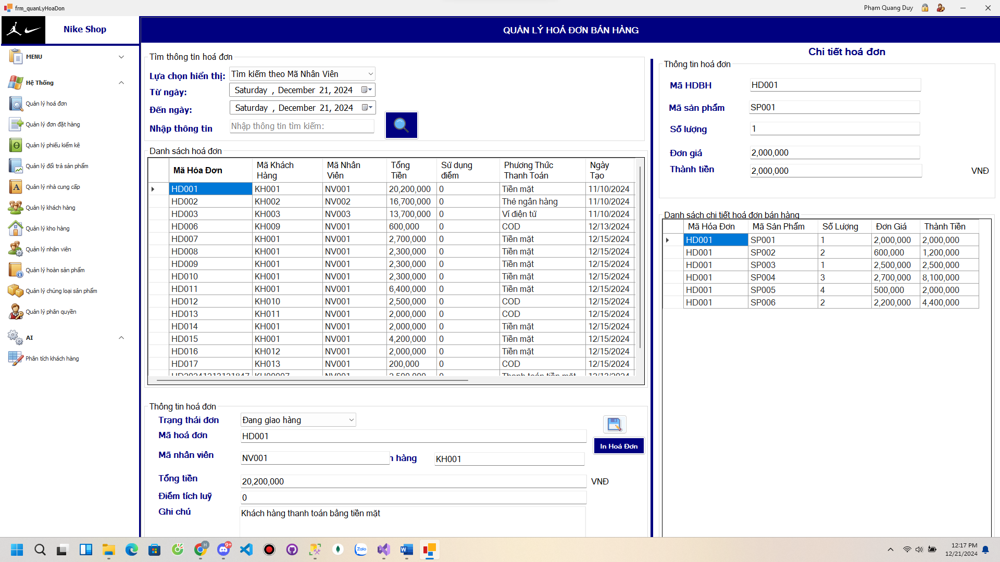 frm_quanLyHoaDon
Phạm Quang Duy
Nike Shop
QUẢN LÝ HOÁ ĐƠN BÁN HÀNG
MENU
Hệ Thống
Quản lý hoá đơn
Quản lý đơn đặt hàng
Quản lý phiếu kiểm kê
Quản lý đổi trả sản phẩm
Quản lý nhà cung cấp
Quản lý khách hàng
Quản lý kho hàng
Quản lý nhân viên
Quản lý hoàn sản phẩm
Quản lý chủng loại sản phẩm
Quản lý phân quyền
AI
Phân tích khách hàng
Tìm thông tin hoá đơn
Lựa chọn hiển thị: Tìm kiếm theo Mã Nhân Viên
Từ ngày: Saturday , December 21, 2024
Đến ngày: Saturday , December 21, 2024
Nhập thông tin Nhập thông tin tìm kiếm:
Danh sách hoá đơn
Mã Hóa Đơn Mã Khách Hàng Mã Nhân Viên Tổng Tiền Sử dụng điểm Phương Thức Thanh Toán Ngày Tạo
HD001 KH001 NV001 20,200,000 0 Tiền mặt 11/10/2024
HD002 KH002 NV002 16,700,000 0 Thẻ ngân hàng 11/10/2024
HD003 KH003 NV003 13,700,000 0 Ví điện tử 11/10/2024
HD006 KH009 NV001 600,000 0 COD 12/13/2024
HD007 KH001 NV001 2,700,000 0 Tiền mặt 12/15/2024
HD008 KH001 NV001 2,300,000 0 Tiền mặt 12/15/2024
HD009 KH001 NV001 2,300,000 0 Tiền mặt 12/15/2024
HD010 KH001 NV001 2,300,000 0 Tiền mặt 12/15/2024
HD011 KH001 NV001 6,400,000 0 Tiền mặt 12/15/2024
HD012 KH010 NV001 2,500,000 0 COD 12/15/2024
HD013 KH011 NV001 2,000,000 0 COD 12/15/2024
HD014 KH001 NV001 2,000,000 0 Tiền mặt 12/15/2024
HD015 KH001 NV001 4,200,000 0 Tiền mặt 12/15/2024
HD016 KH012 NV001 2,000,000 0 Tiền mặt 12/15/2024
HD017 KH013 NV001 200,000 0 COD 12/15/2024
Thông tin hoá đơn
Trạng thái đơn Đang giao hàng
Mã hoá đơn HD001
In Hoá Đơn
Mã nhân viên NV001 hàng KH001
Tổng tiền 20,200,000 VNĐ
Điểm tích luỹ 0
Ghi chú Khách hàng thanh toán bằng tiền mặt
Chi tiết hoá đơn
Thông tin hoá đơn
Mã HDBH HD001
Mã sản phẩm SP001
Số lượng 1
Đơn giá 2,000,000
Thành tiền 2,000,000 VNĐ
Danh sách chi tiết hoá đơn bán hàng
Mã Hóa Đơn Mã Sản Phẩm Số Lượng Đơn Giá Thành Tiền
HD001 SP001 1 2,000,000 2,000,000
HD001 SP002 2 600,000 1,200,000
HD001 SP003 1 2,500,000 2,500,000
HD001 SP004 3 2,700,000 8,100,000
HD001 SP005 4 500,000 2,000,000
HD001 SP006 2 2,200,000 4,400,000
H
9+
Zalo
12:17 PM
12/21/2024